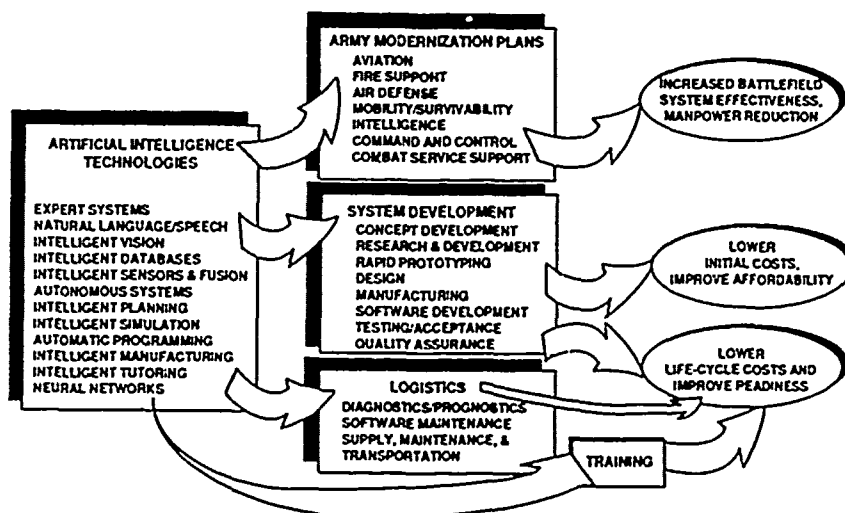 ARTIFICIAL INTELLIGENCE
TECHNOLOGIES
EXPERT SYSTEMS
NATURAL LANGUAGE/SPEECH
INTELLIGENT VISION
INTELLIGENT DATABASES
INTELLIGENT SENSORS & FUSION
AUTONOMOUS SYSTEMS
INTELLIGENT PLANNING
INTELLIGENT SIMULATION
AUTOMATIC PROGRAMMING
INTELLIGENT MANUFACTURING
INTELLIGENT TUTORING
NEURAL NETWORKS
ARMY MODERNIZATION PLANS
AVIATION
FIRE SUPPORT
AIR DEFENSE
MOBILITY/SURVIVABILITY
INTELLIGENCE
COMMAND AND CONTROL
COMBAT SERVICE SUPPORT
SYSTEM DEVELOPMENT
CONCEPT DEVELOPMENT
RESEARCH & DEVELOPMENT
RAPID PROTOTYPING
DESIGN
MANUFACTURING
SOFTWARE DEVELOPMENT
TESTING/ACCEPTANCE
QUALITY ASSURANCE
LOGISTICS
DIAGNOSTICS/PROGNOSTICS
SOFTWARE MAINTENANCE
SUPPLY, MAINTENANCE, &
TRANSPORTATION
TRAINING
INCREASED BATTLEFIELD
SYSTEM EFFECTIVENESS,
MANPOWER REDUCTION
LOWER
INITIAL COSTS,
IMPROVE AFFORDABILITY
LOWER
LIFE-CYCLE COSTS AND
IMPROVE READINESS